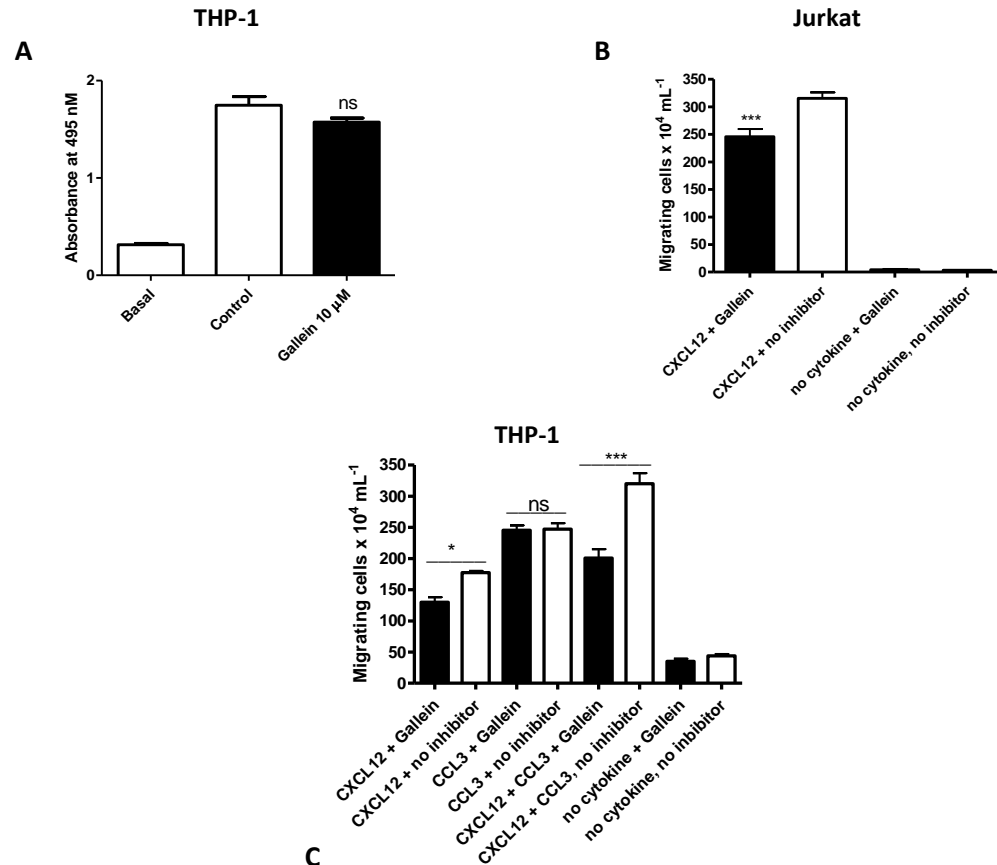 THP-1
A
Absorbance at 495 nM
2
1
0
ns
Basal
Control
Gallein 10 µM
Jurkat
B
Migrating cells x 10⁴ mL⁻¹
350
300
250
200
150
100
50
0
***
CXCL12 + Gallein
CXCL12 + no inhibitor
no cytokine + Gallein
no cytokine, no inbibitor
THP-1
Migrating cells x 10⁴ mL⁻¹
350
300
250
200
150
100
50
0
*
ns
***
CXCL12 + Gallein
CXCL12 + no inhibitor
CCL3 + Gallein
CCL3 + no inhibitor
CXCL12 + CCL3 + Gallein
CXCL12 + CCL3, no inhibitor
no cytokine + Gallein
no cytokine, no inbibitor
C